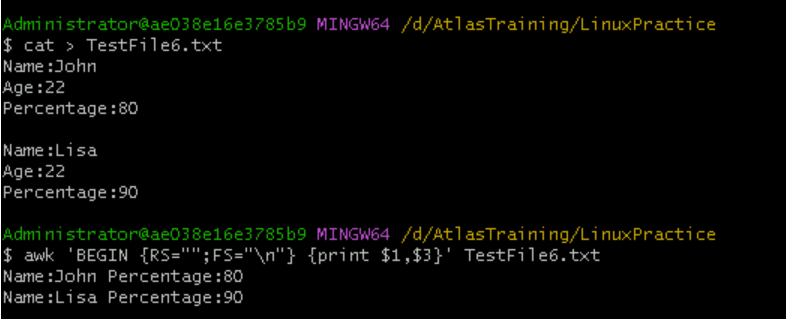 Administrator@ae038e16e3785b9 MINGW64 /d/AtlasTraining/LinuxPractice
$ cat > TestFile6.txt
Name:John
Age:22
Percentage:80
Name:Lisa
Age:22
Percentage:90
Administrator@ae038e16e3785b9 MINGW64 /d/AtlasTraining/LinuxPractice
$ awk 'BEGIN {RS="";FS="\n"} {print $1,$3}' TestFile6.txt
Name:John Percentage:80
Name:Lisa Percentage:90